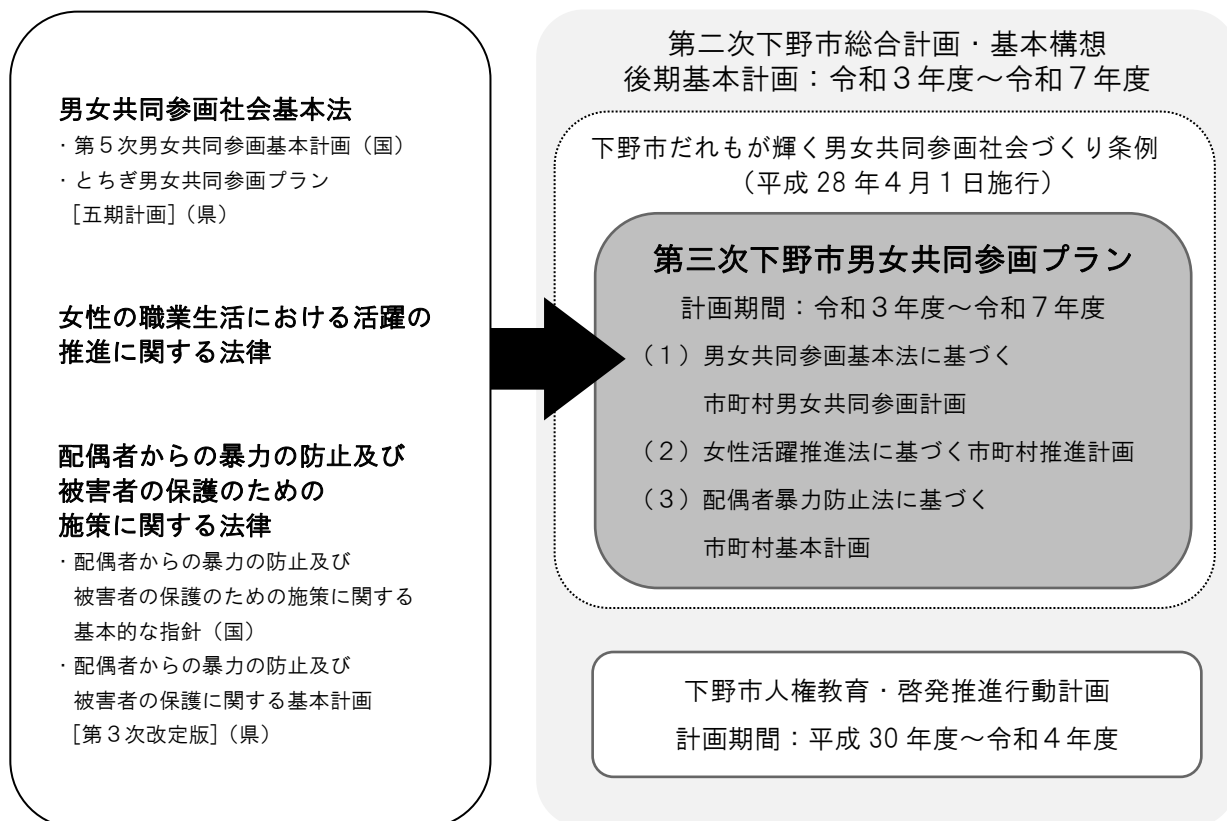 男女共同参画社会基本法
・第５次男女共同参画基本計画（国）
・とちぎ男女共同参画プラン
［五期計画］（県）
女性の職業生活における活躍の
推進に関する法律
配偶者からの暴力の防止及び
被害者の保護のための
施策に関する法律
・配偶者からの暴力の防止及び
被害者の保護のための施策に関する
基本的な指針（国）
・配偶者からの暴力の防止及び
被害者の保護に関する基本計画
［第３次改定版］（県）
第二次下野市総合計画・基本構想
後期基本計画：令和３年度～令和７年度
下野市だれもが輝く男女共同参画社会づくり条例
（平成 28 年４月１日施行）
第三次下野市男女共同参画プラン
計画期間：令和３年度～令和７年度
（１）男女共同参画基本法に基づく
市町村男女共同参画計画
（２）女性活躍推進法に基づく市町村推進計画
（３）配偶者暴力防止法に基づく
市町村基本計画
下野市人権教育・啓発推進行動計画
計画期間：平成 30 年度～令和４年度